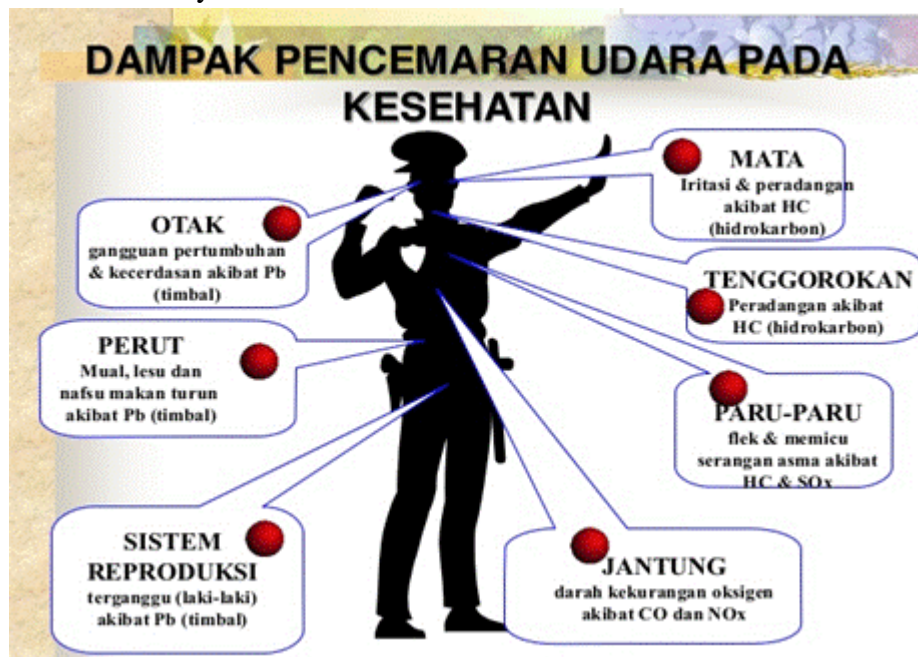 DAMPAK PENCEMARAN UDARA PADA
KESEHATAN
MATA
Iritasi & peradangan
akibat HC
(hidrokarbon)
OTAK
gangguan pertumbuhan
& kecerdasan akibat Pb
(timbal)
TENGGOROKAN
Peradangan akibat
HC (hidrokarbon)
PERUT
Mual, lesu dan
nafsu makan turun
akibat Pb (timbal)
PARU-PARU
flek & memicu
serangan asma akibat
HC & SOx
SISTEM
REPRODUKSI
terganggu (laki-laki)
akibat Pb (timbal)
JANTUNG
darah kekurangan oksigen
akibat CO dan NOx